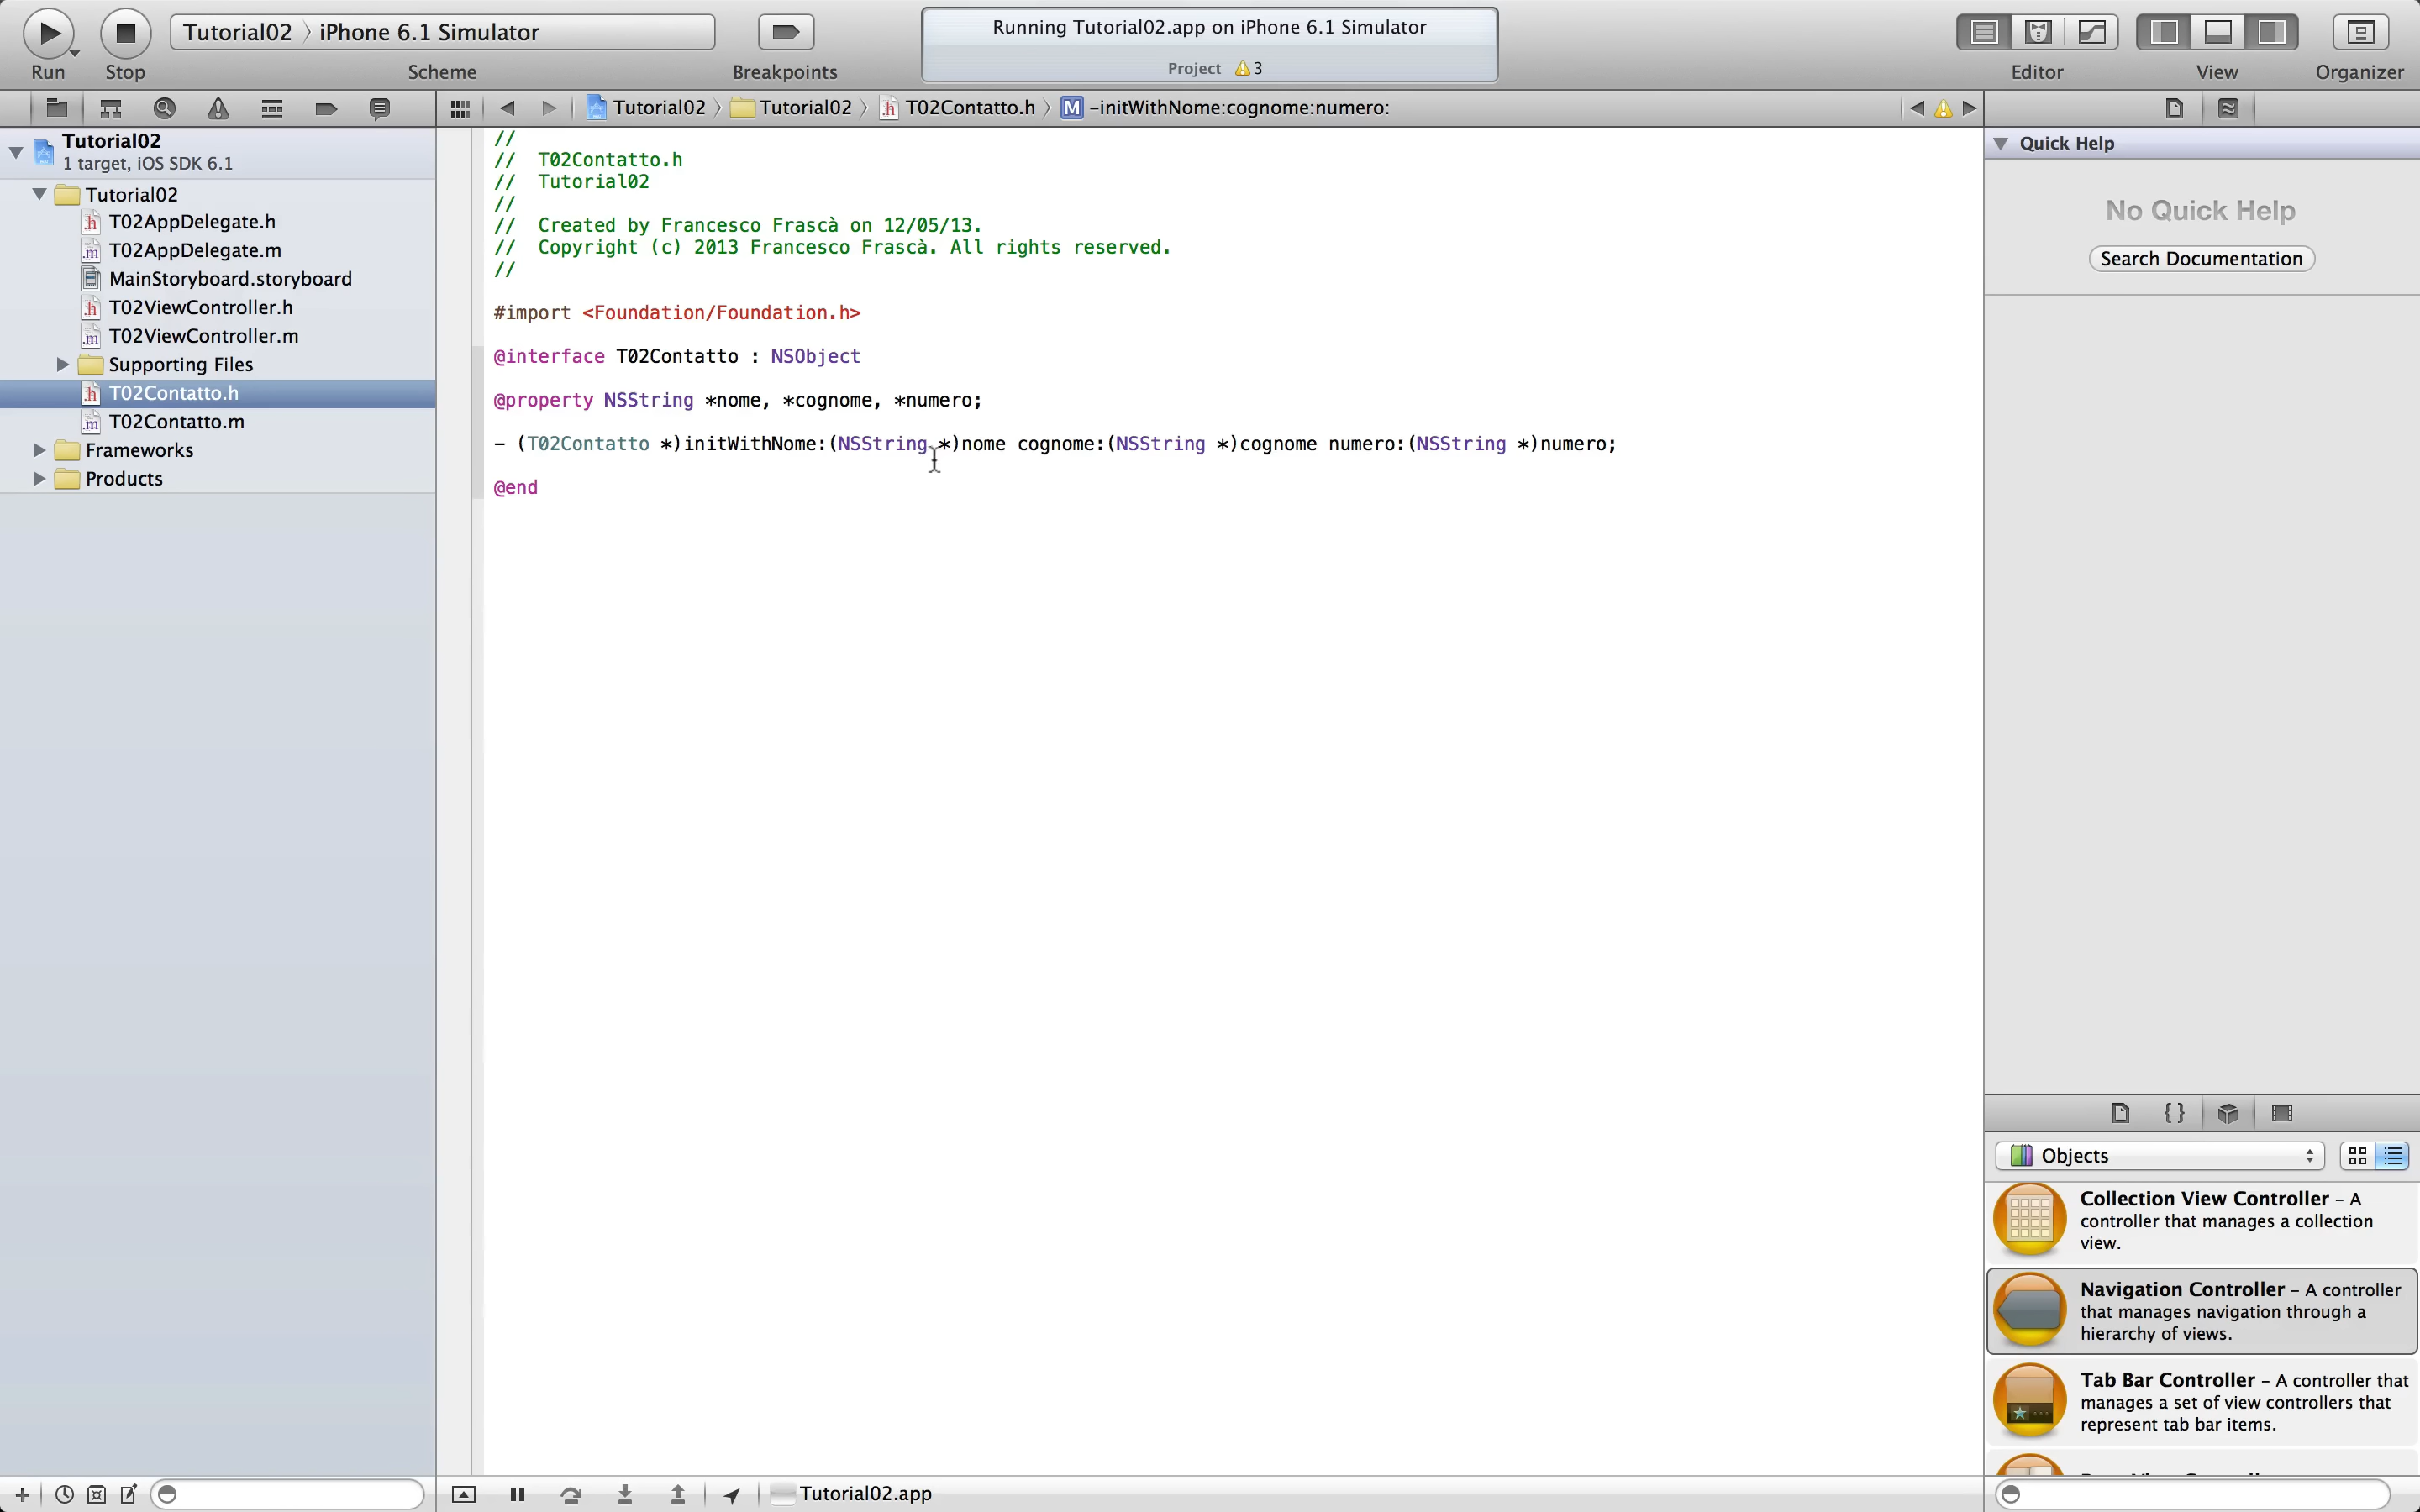 Tutorial02 › iPhone 6.1 Simulator
Running Tutorial02.app on iPhone 6.1 Simulator
Project 3
Run
Stop
Scheme
Breakpoints
Editor
View
Organizer
Tutorial02 › Tutorial02 › T02Contatto.h › M -initWithNome:cognome:numero:
Tutorial02
1 target, iOS SDK 6.1
Tutorial02
T02AppDelegate.h
T02AppDelegate.m
MainStoryboard.storyboard
T02ViewController.h
T02ViewController.m
Supporting Files
T02Contatto.h
T02Contatto.m
Frameworks
Products
//
//  T02Contatto.h
//  Tutorial02
//
//  Created by Francesco Frascà on 12/05/13.
//  Copyright (c) 2013 Francesco Frascà. All rights reserved.
//
#import <Foundation/Foundation.h>
@interface T02Contatto : NSObject
@property NSString *nome, *cognome, *numero;
- (T02Contatto *)initWithNome:(NSString *)nome cognome:(NSString *)cognome numero:(NSString *)numero;
@end
Quick Help
No Quick Help
Search Documentation
{ }
Objects
Collection View Controller – A
controller that manages a collection
view.
Navigation Controller – A controller
that manages navigation through a
hierarchy of views.
Tab Bar Controller – A controller that
manages a set of view controllers that
represent tab bar items.
Tutorial02.app